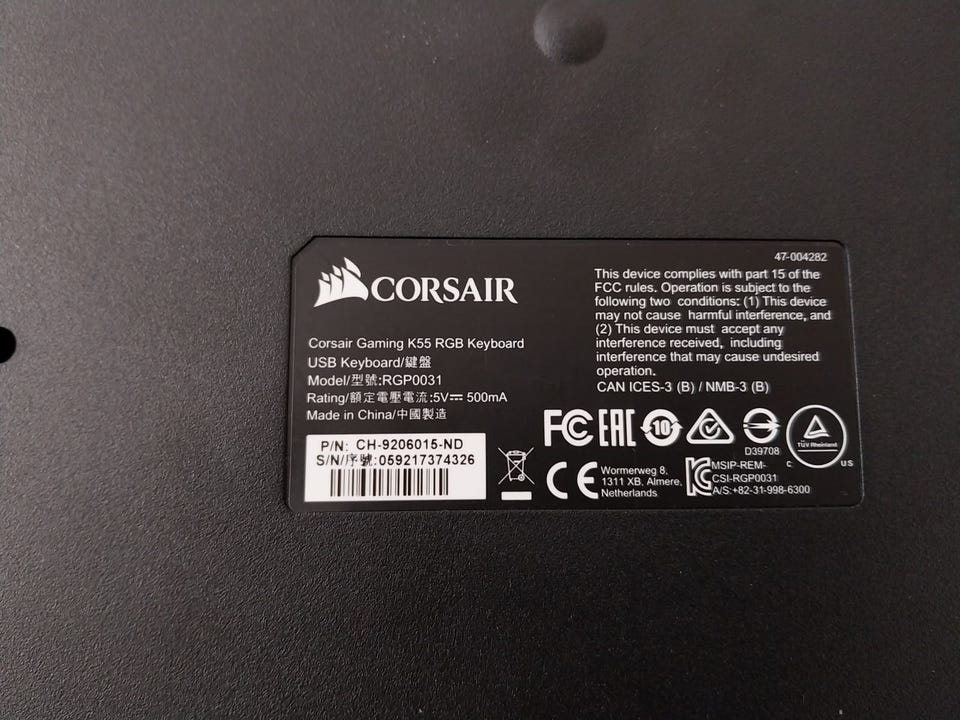 47-004282
CORSAIR
Corsair Gaming K55 RGB Keyboard
USB Keyboard/鍵盤
Model/型號:RGP0031
Rating/額定電壓電流:5V⎓ 500mA
Made in China/中國製造
P/N: CH-9206015-ND
S/N/序號:059217374326
This device complies with part 15 of the
FCC rules. Operation is subject to the
following two conditions: (1) This device
may not cause harmful interference, and
(2) This device must accept any
interference received, including
interference that may cause undesired
operation.
CAN ICES-3 (B) / NMB-3 (B)
FC EAC 10
D39708
TÜV Rheinland
C US
CE
Wormerweg 8,
1311 XB, Almere,
Netherlands
MSIP-REM-
CSI-RGP0031
A/S:+82-31-998-6300